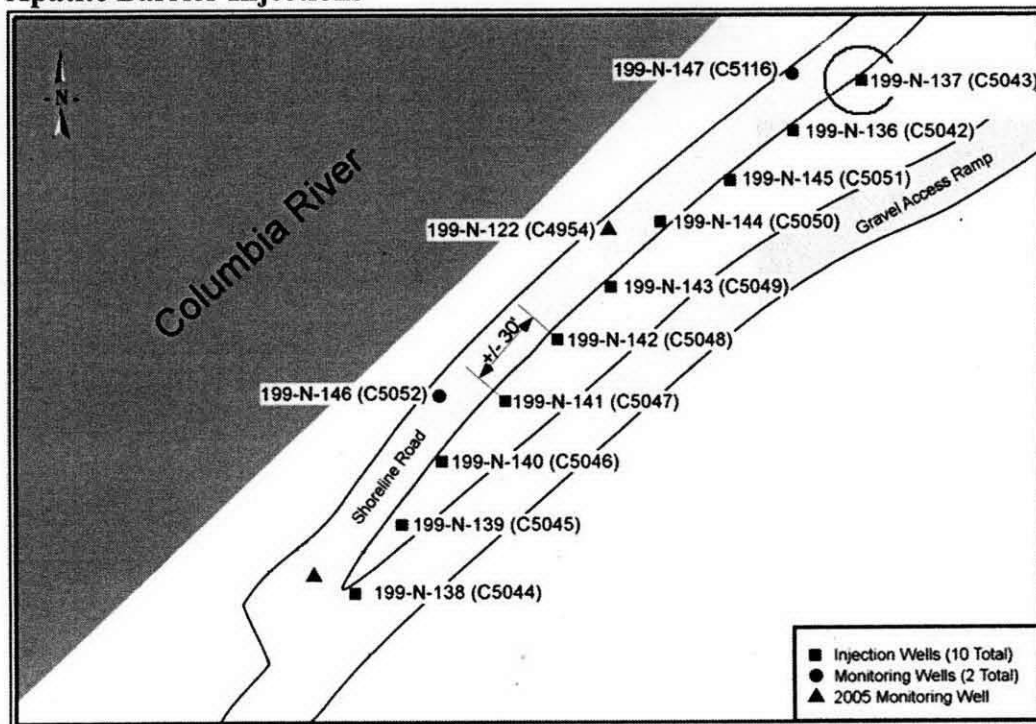 N
199-N-147 (C5116)
199-N-137 (C5043)
199-N-136 (C5042)
199-N-145 (C5051)
Gravel Access Ramp
199-N-122 (C4954)
199-N-144 (C5050)
Columbia River
199-N-143 (C5049)
+/- 30'
199-N-142 (C5048)
199-N-146 (C5052)
199-N-141 (C5047)
Shoreline Road
199-N-140 (C5046)
199-N-139 (C5045)
199-N-138 (C5044)
Injection Wells (10 Total)
Monitoring Wells (2 Total)
2005 Monitoring Well